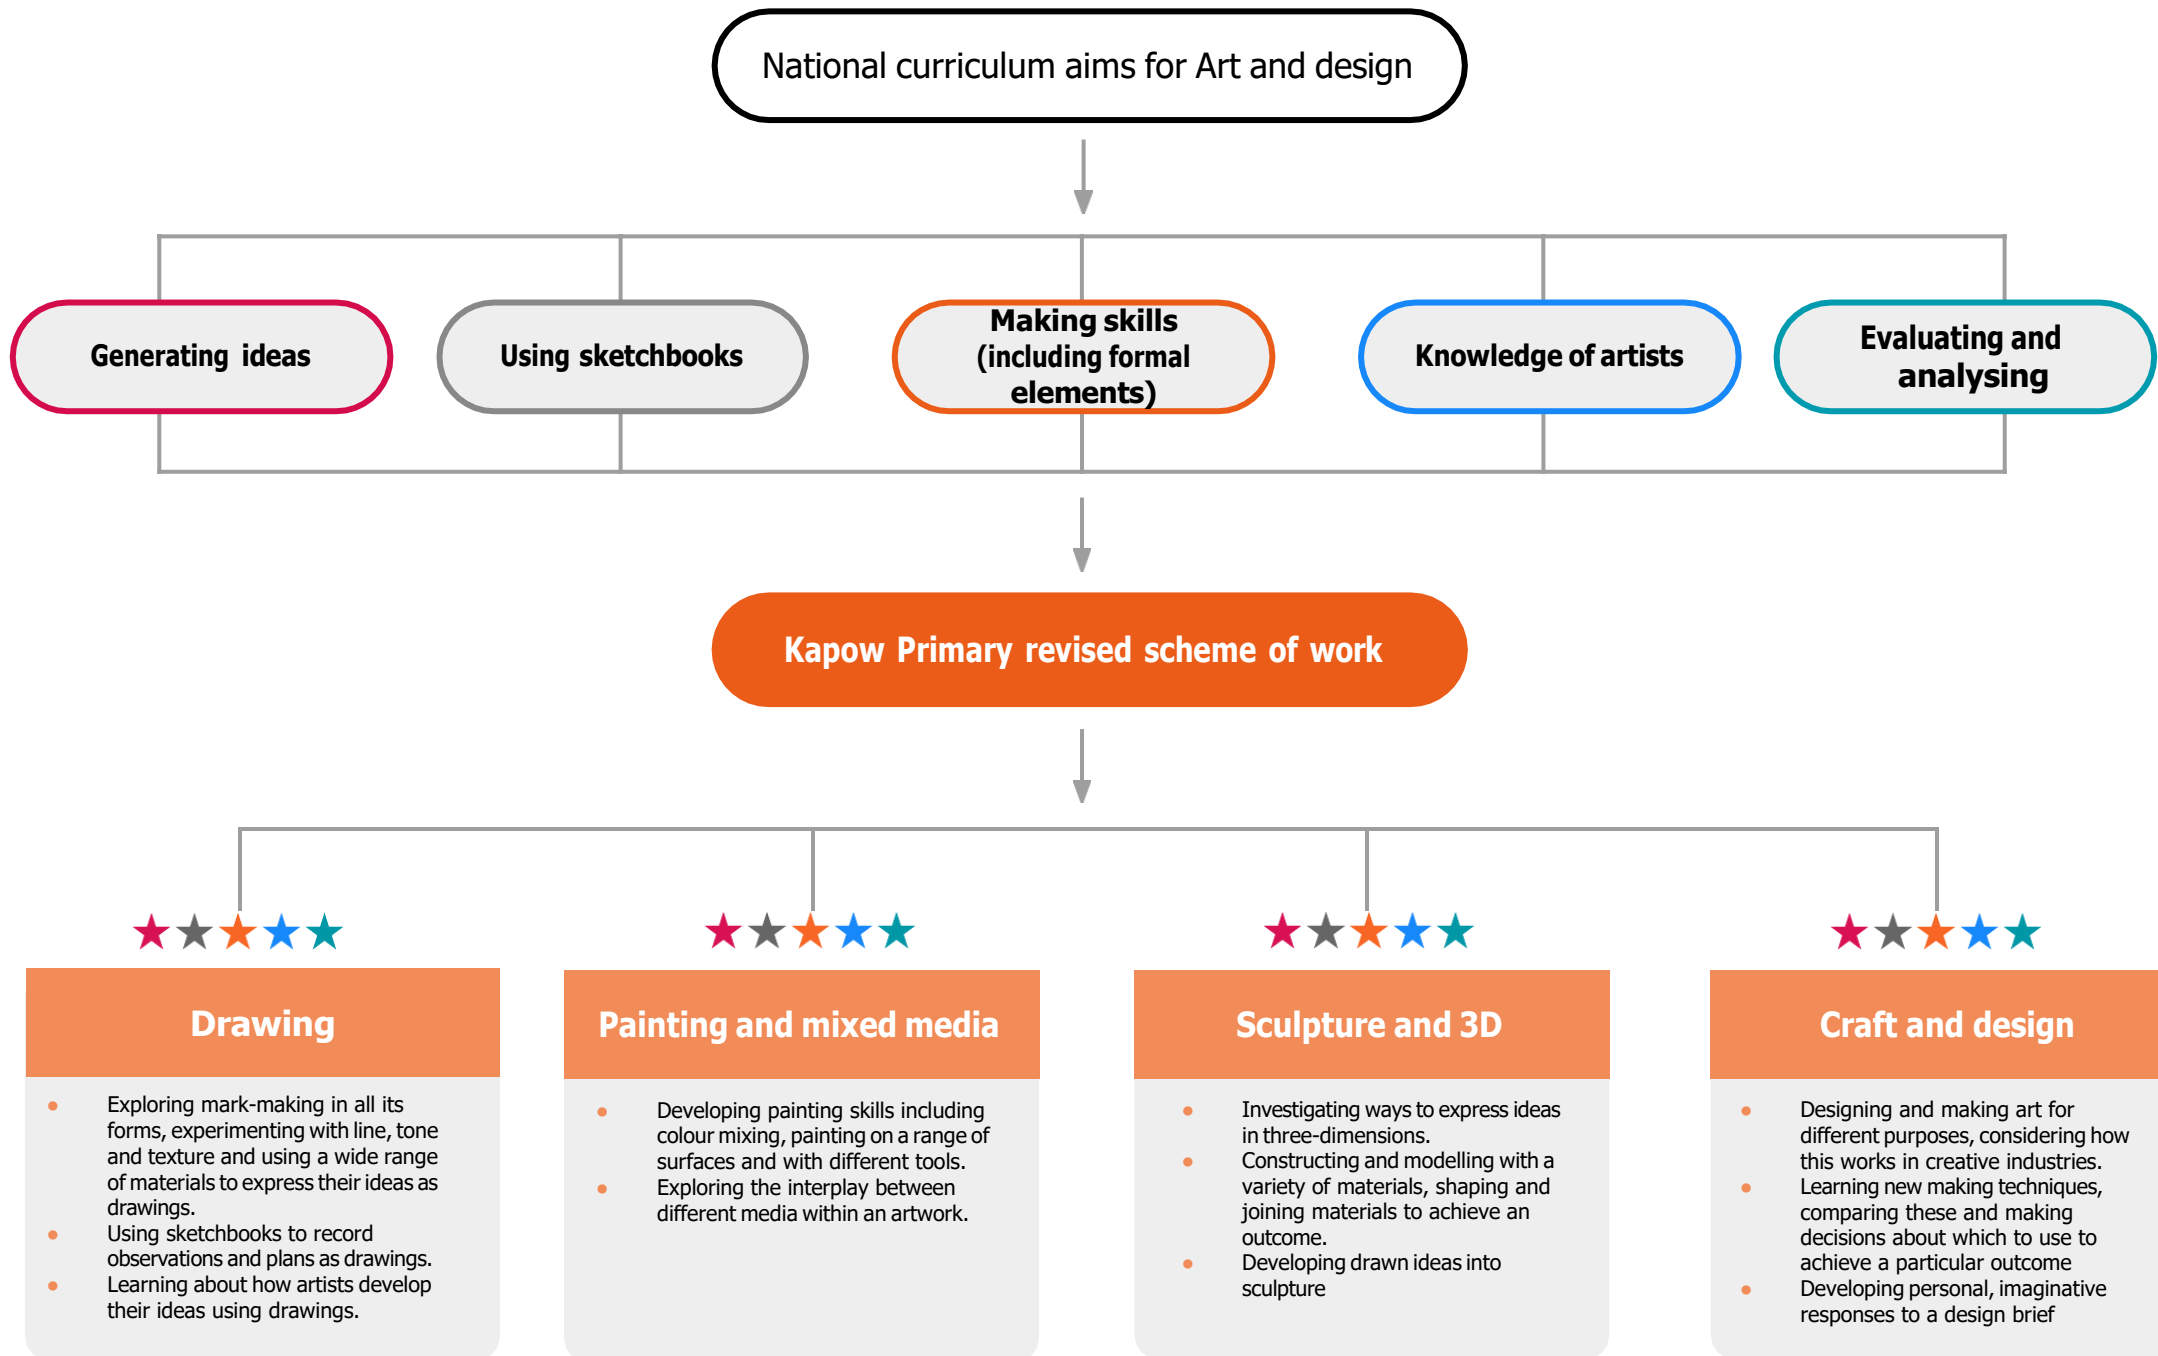 National curriculum aims for Art and design
Generating ideas
Using sketchbooks
Making skills
(including formal
elements)
Knowledge of artists
Evaluating and
analysing
Kapow Primary revised scheme of work
Drawing
• Exploring mark-making in all its
forms, experimenting with line, tone
and texture and using a wide range
of materials to express their ideas as
drawings.
• Using sketchbooks to record
observations and plans as drawings.
• Learning about how artists develop
their ideas using drawings.
Painting and mixed media
• Developing painting skills including
colour mixing, painting on a range of
surfaces and with different tools.
• Exploring the interplay between
different media within an artwork.
Sculpture and 3D
• Investigating ways to express ideas
in three-dimensions.
• Constructing and modelling with a
variety of materials, shaping and
joining materials to achieve an
outcome.
• Developing drawn ideas into
sculpture
Craft and design
• Designing and making art for
different purposes, considering how
this works in creative industries.
• Learning new making techniques,
comparing these and making
decisions about which to use to
achieve a particular outcome
• Developing personal, imaginative
responses to a design brief